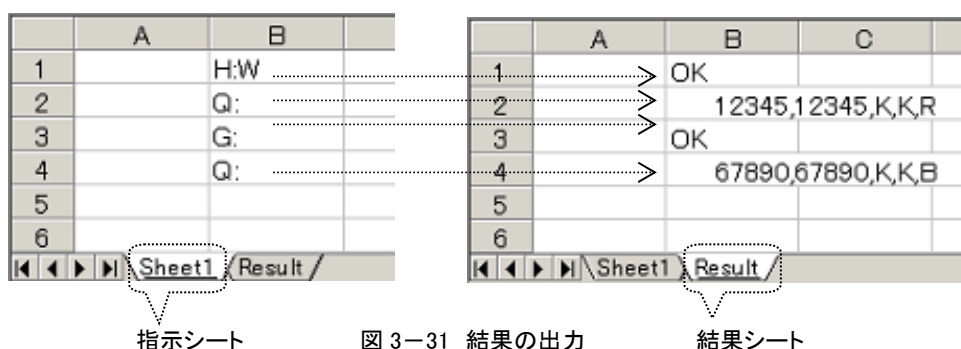 A B
1 H:W
2 Q:
3 G:
4 Q:
5
6
Sheet1 Result
指示シート
A B C
1 OK
2 12345,12345,K,K,R
3 OK
4 67890,67890,K,K,B
5
6
Sheet1 Result
結果シート
図 3－31 結果の出力